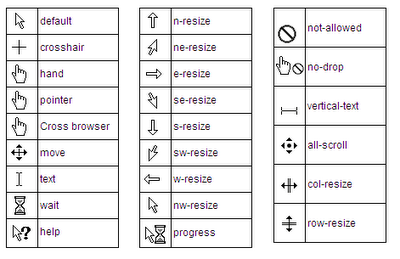 default
crosshair
hand
pointer
Cross browser
move
text
wait
help
n-resize
ne-resize
e-resize
se-resize
s-resize
sw-resize
w-resize
nw-resize
progress
not-allowed
no-drop
vertical-text
all-scroll
col-resize
row-resize